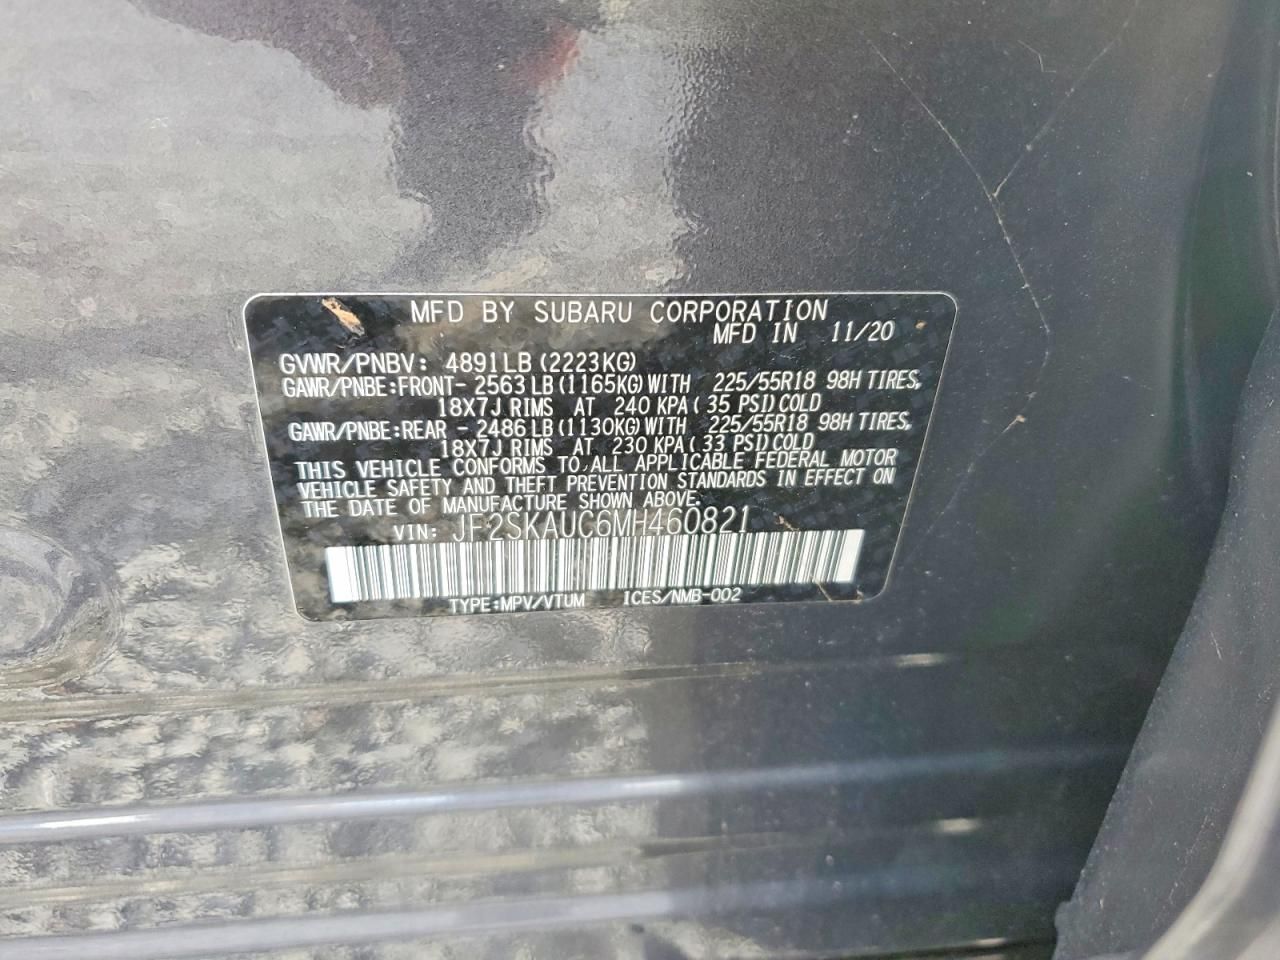 MFD BY SUBARU CORPORATION
MFD IN 11/20
GVWR/PNBV: 4891LB (2223KG)
GAWR/PNBE:FRONT- 2563 LB (1165KG) WITH 225/55R18 98H TIRES,
18X7J RIMS AT 240 KPA ( 35 PSI) COLD
GAWR/PNBE:REAR - 2486 LB (1130KG) WITH 225/55R18 98H TIRES,
18X7J RIMS AT 230 KPA ( 33 PSI) COLD
THIS VEHICLE CONFORMS TO ALL APPLICABLE FEDERAL MOTOR
VEHICLE SAFETY AND THEFT PREVENTION STANDARDS IN EFFECT ON
THE DATE OF MANUFACTURE SHOWN ABOVE.
VIN: JF2SKAUC6MH460821
TYPE:MPV/VTUM ICES/NMB-002